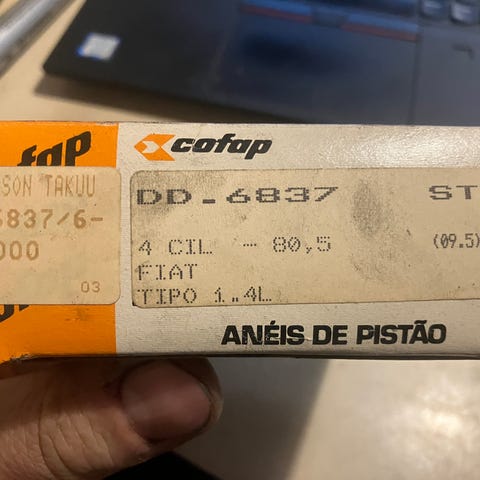 fap
cofap
SON TAKUU
6837/6-
000
03
DD-6837 ST
4 CIL - 80,5 (09.5)
FIAT
TIPO 1.4L
ANÉIS DE PISTÃO